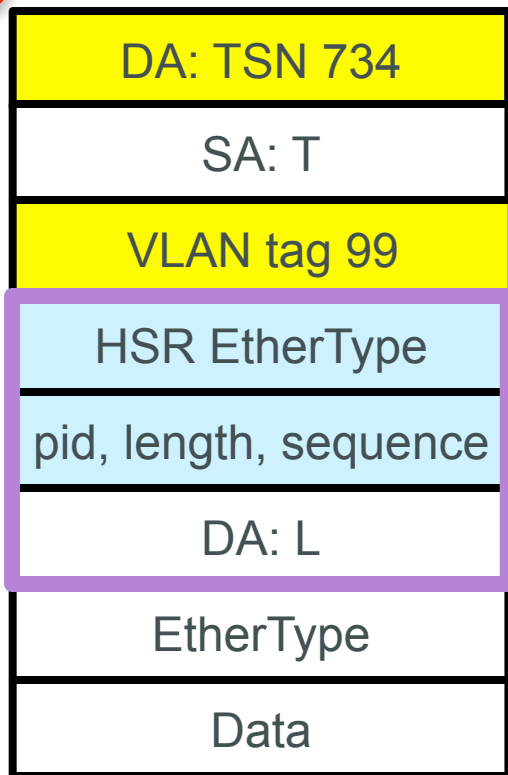 DA: TSN 734
SA: T
VLAN tag 99
HSR EtherType
pid, length, sequence
DA: L
EtherType
Data